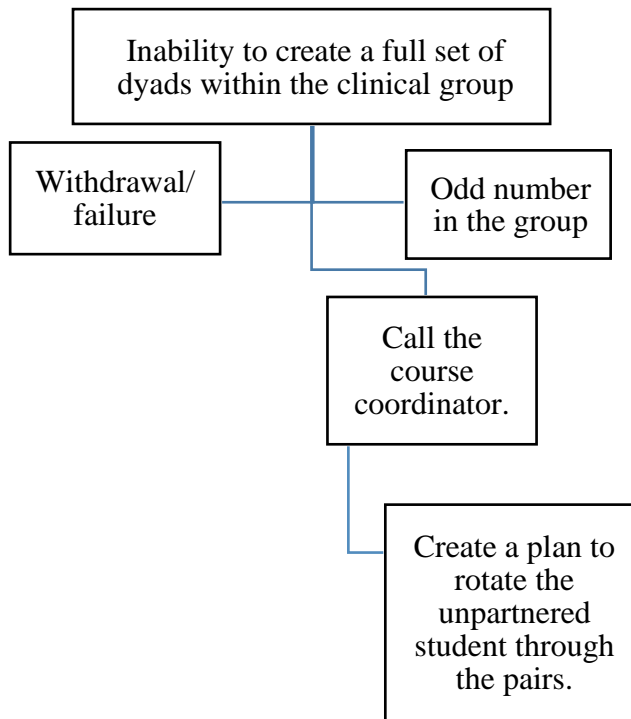 Inability to create a full set of
dyads within the clinical group
Withdrawal/
failure
Odd number
in the group
Call the
course
coordinator.
Create a plan to
rotate the
unpartnered
student through
the pairs.